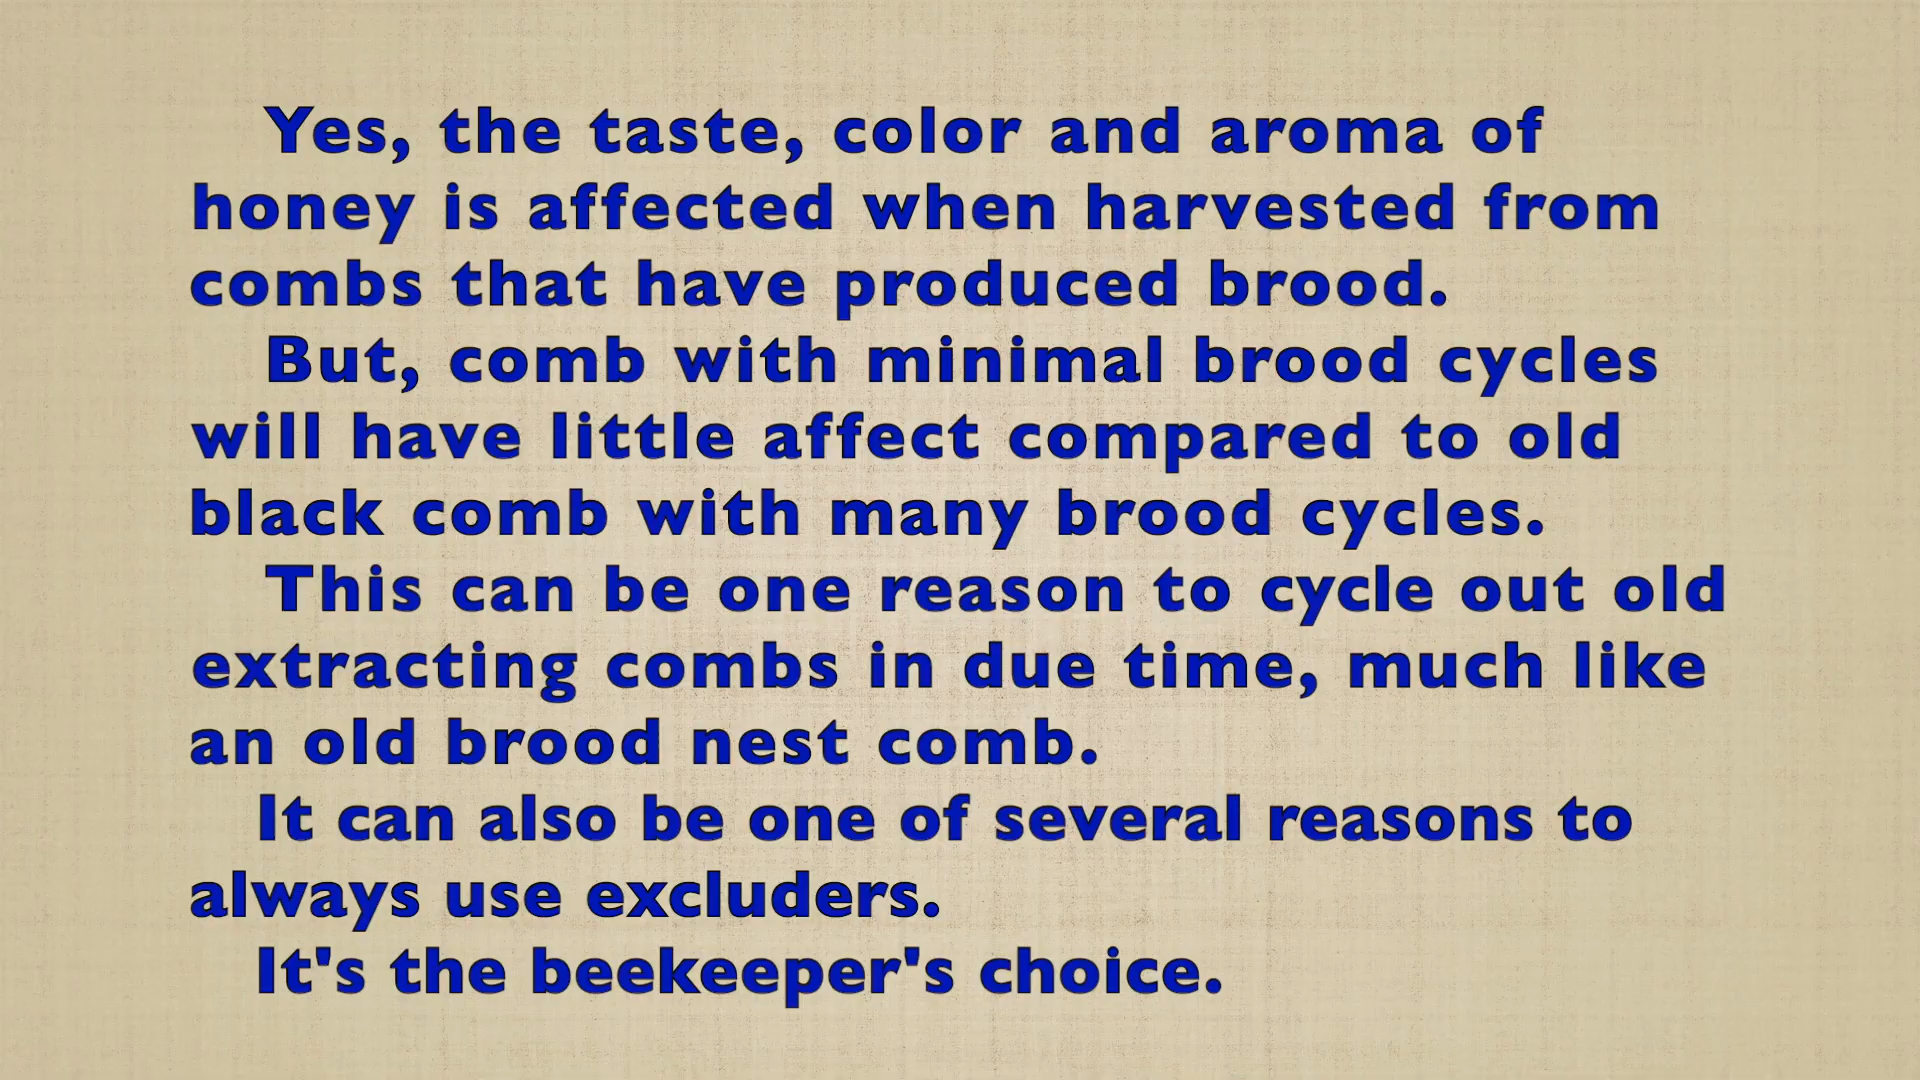 Yes, the taste, color and aroma of
honey is affected when harvested from
combs that have produced brood.
But, comb with minimal brood cycles
will have little affect compared to old
black comb with many brood cycles.
This can be one reason to cycle out old
extracting combs in due time, much like
an old brood nest comb.
It can also be one of several reasons to
always use excluders.
It's the beekeeper's choice.